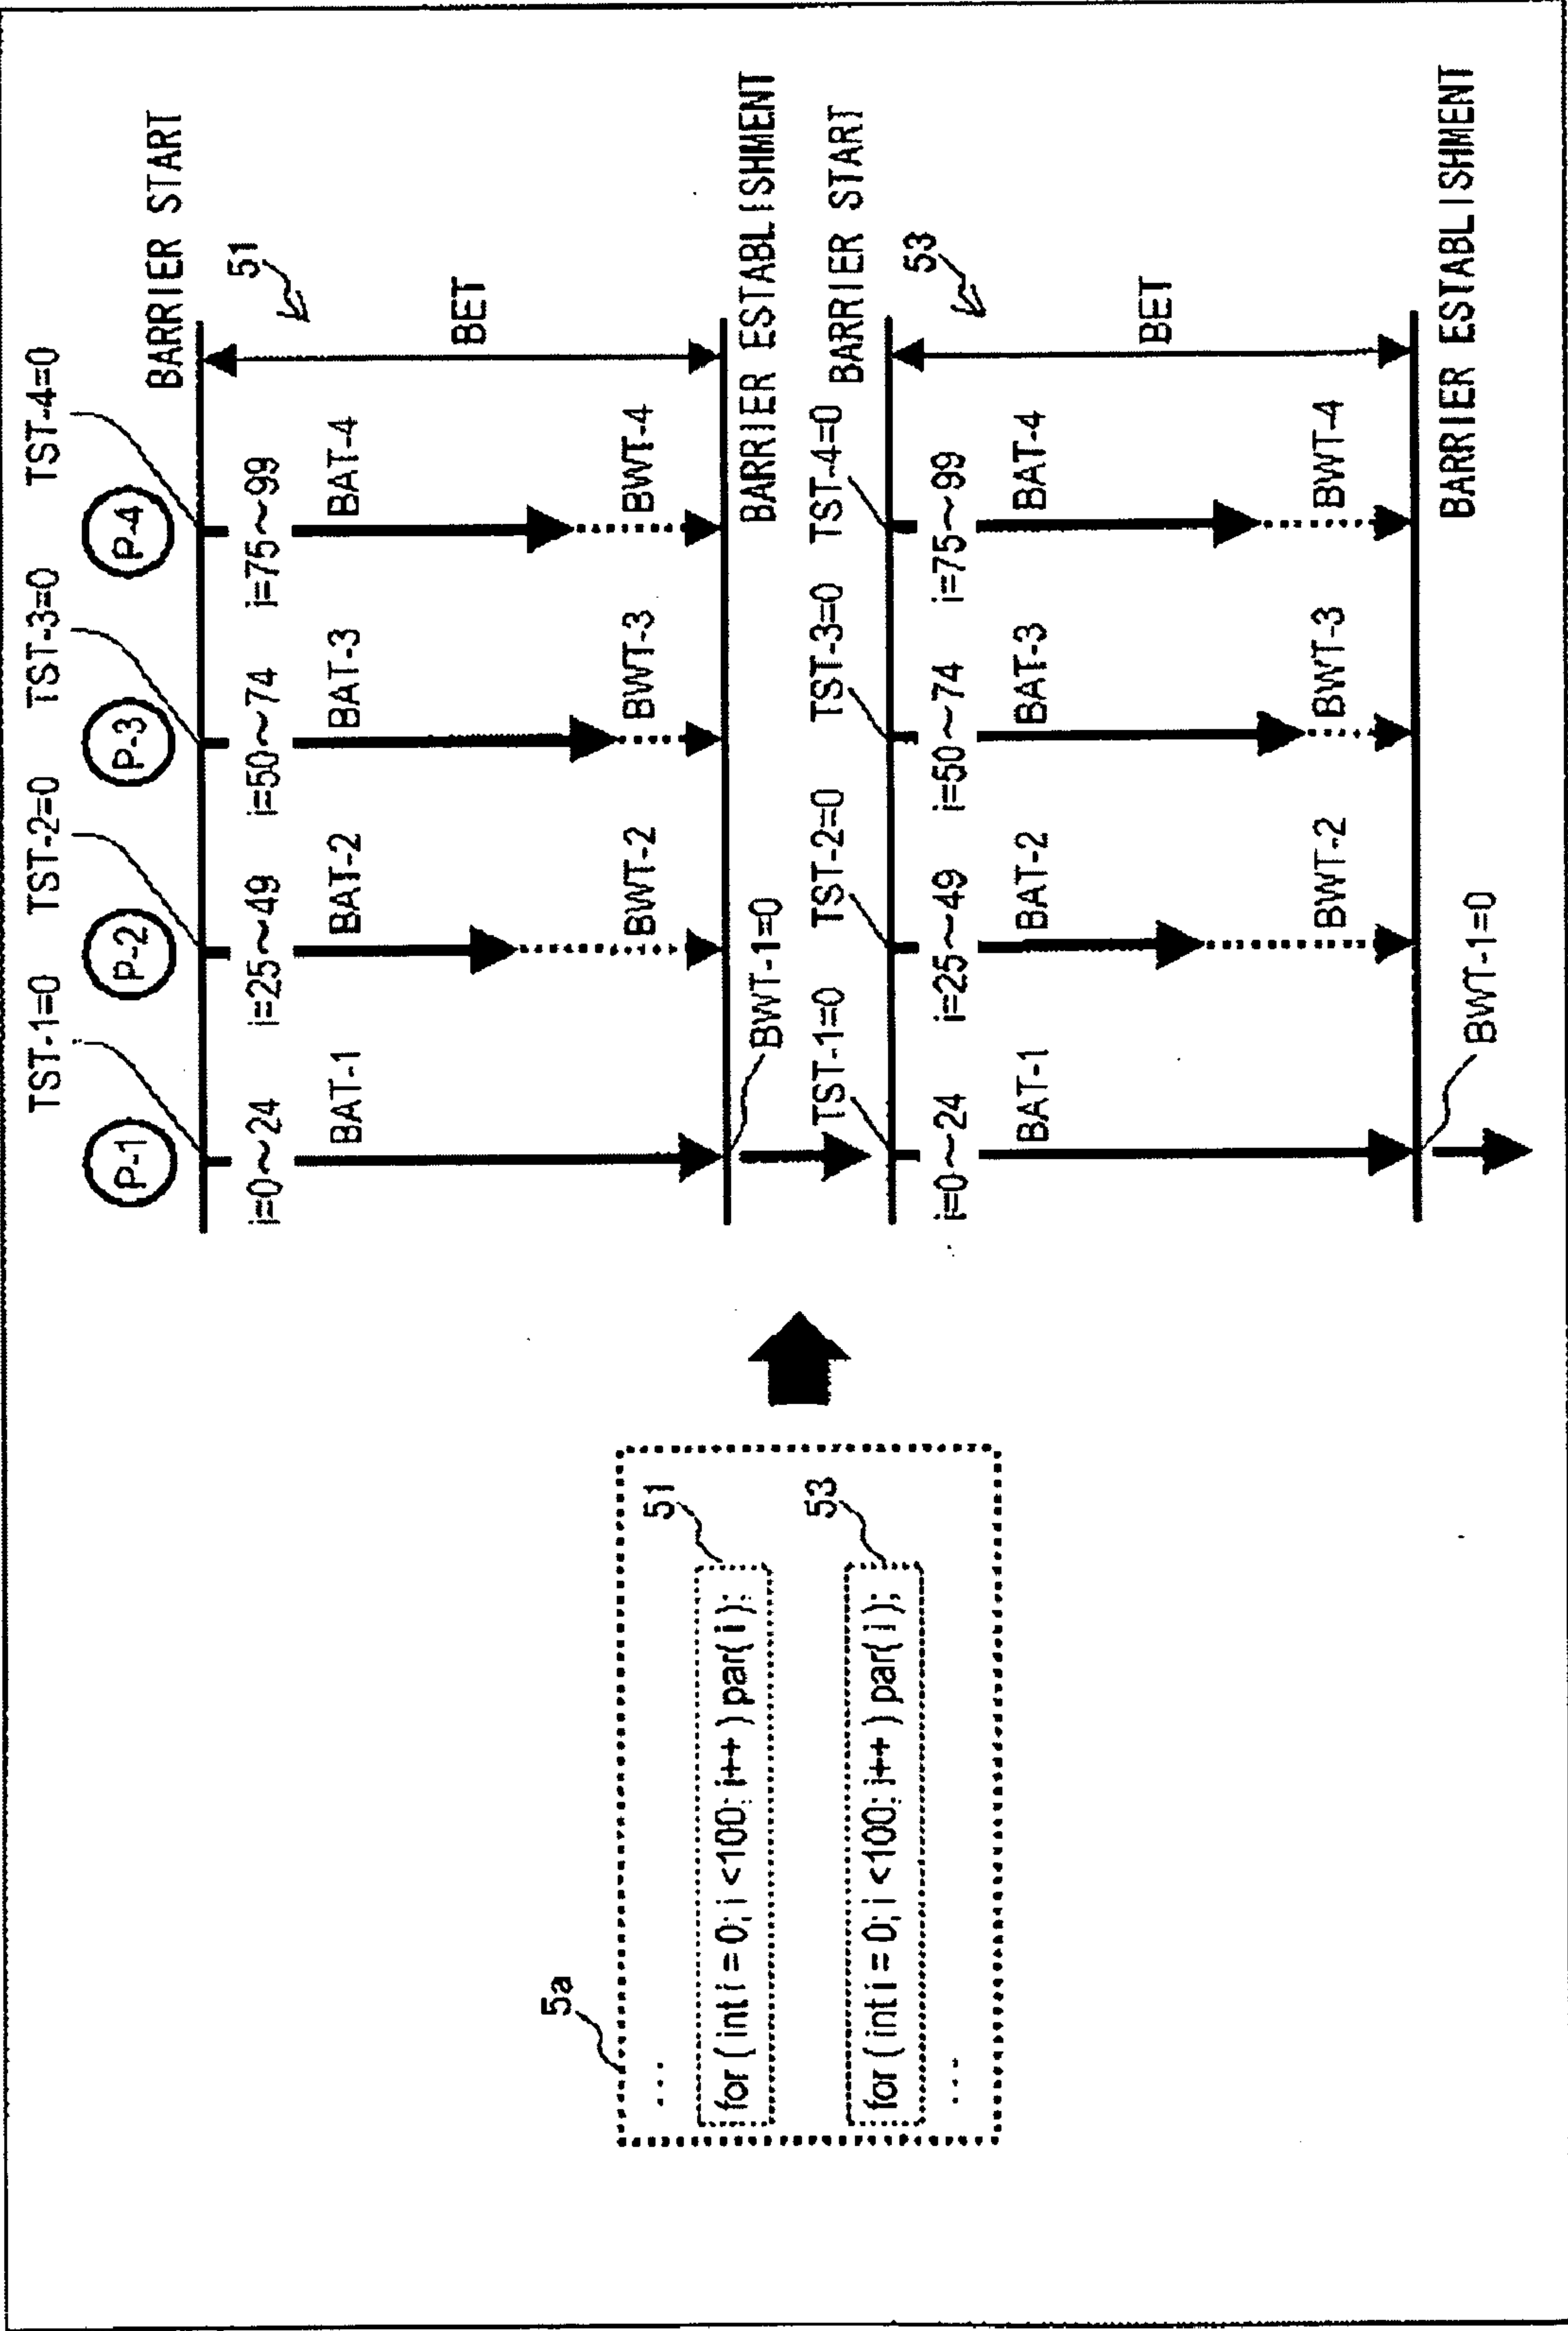 5a
...
for ( int i = 0; i <100; i++ ) par( i );
51
for ( int i = 0; i <100; i++ ) par( i );
53
...
TST-1=0 TST-2=0 TST-3=0 TST-4=0
P-1 P-2 P-3 P-4
BARRIER START
51
i=0~24 i=25~49 i=50~74 i=75~99
BAT-1 BAT-2 BAT-3 BAT-4
BET
BWT-2 BWT-3 BWT-4
BARRIER ESTABLISHMENT
BWT-1=0
TST-1=0 TST-2=0 TST-3=0 TST-4=0
BARRIER START
53
i=0~24 i=25~49 i=50~74 i=75~99
BAT-1 BAT-2 BAT-3 BAT-4
BET
BWT-2 BWT-3 BWT-4
BARRIER ESTABLISHMENT
BWT-1=0